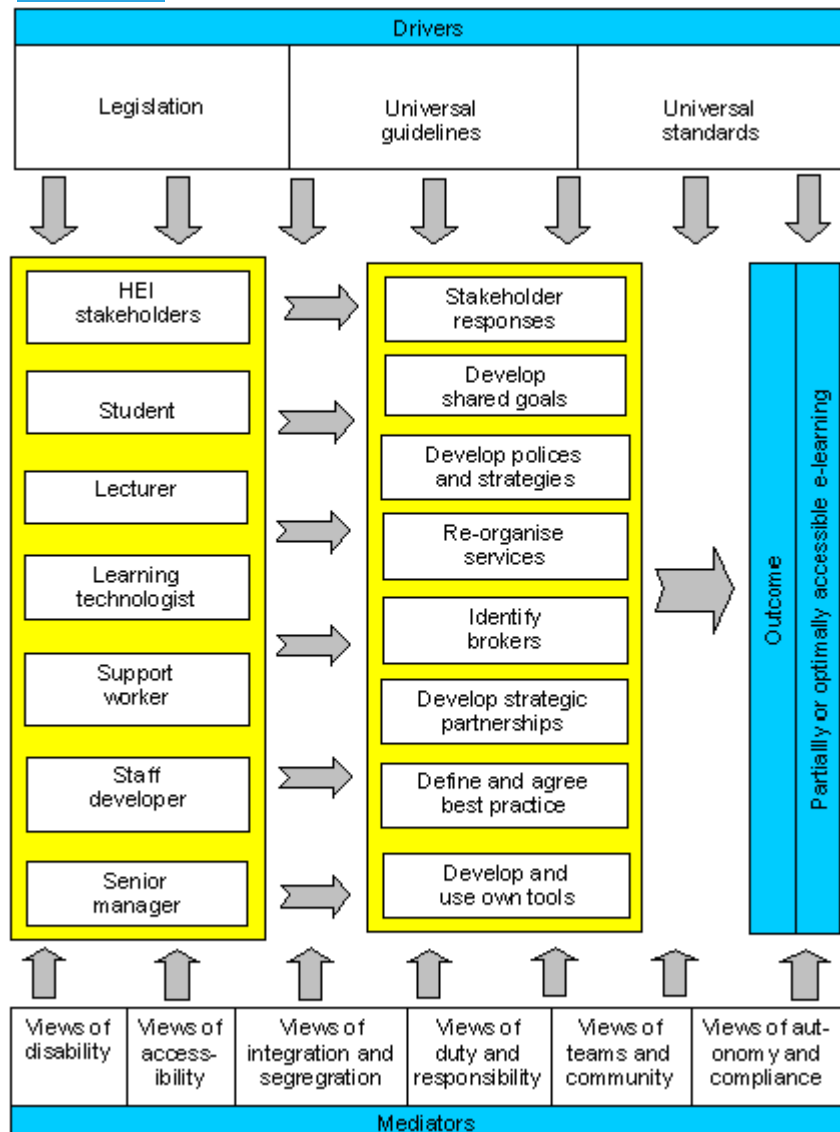 Drivers
Legislation
Universal
guidelines
Universal
standards
HEI
stakeholders
Student
Lecturer
Learning
technologist
Support
worker
Staff
developer
Senior
manager
Stakeholder
responses
Develop
shared goals
Develop polices
and strategies
Re-organise
services
Identify
brokers
Develop strategic
partnerships
Define and agree
best practice
Develop and
use own tools
Outcome
Partiallly or optimally accessible e-learning
Views of
disability
Views of
access-
ibility
Views of
integration and
segregration
Views of
duty and
responsibility
Views of
teams and
community
Views of aut-
onomy and
compliance
Mediators